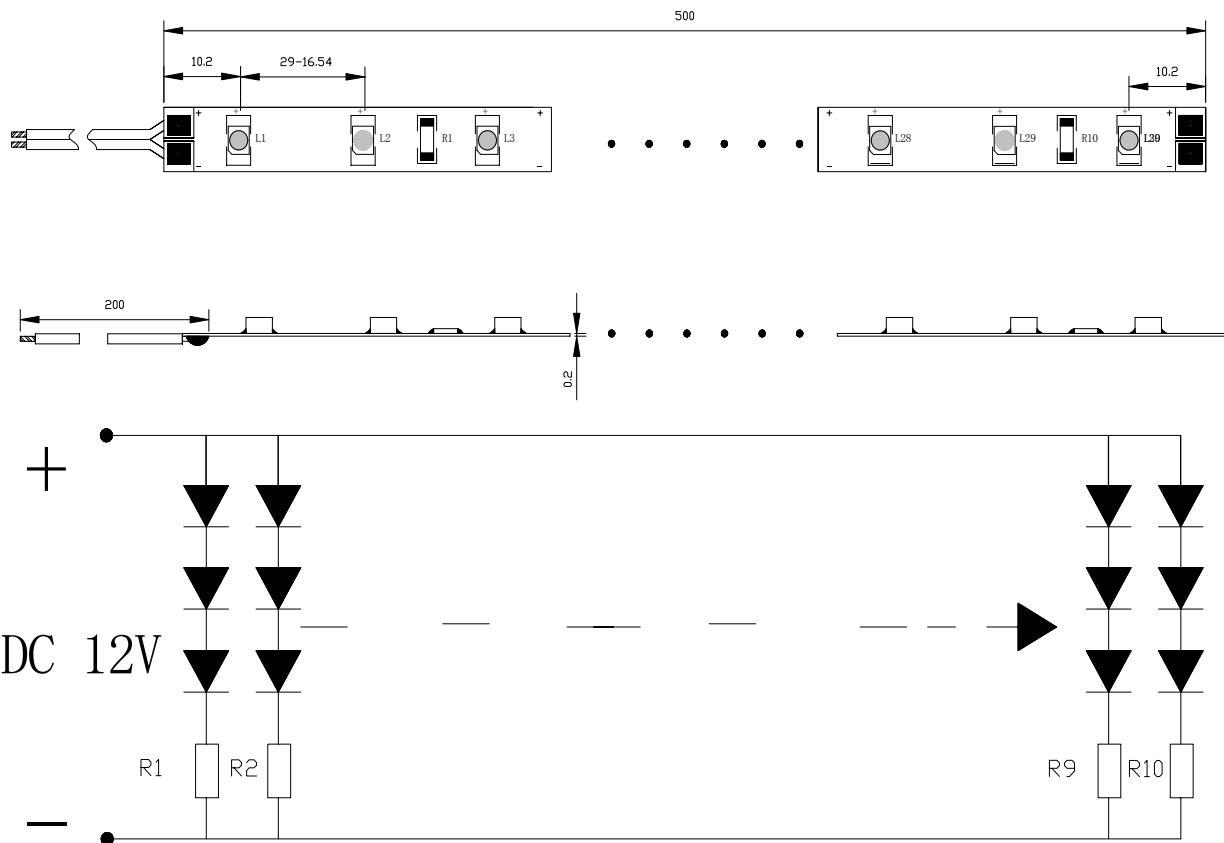 500
10.2 29-16.54 10.2
+ + + + + + + + +
L1 L2 R1 L3 L28 L29 R10
- - - -
200
0.2
+
DC 12V
R1 R2 R9 R10
-